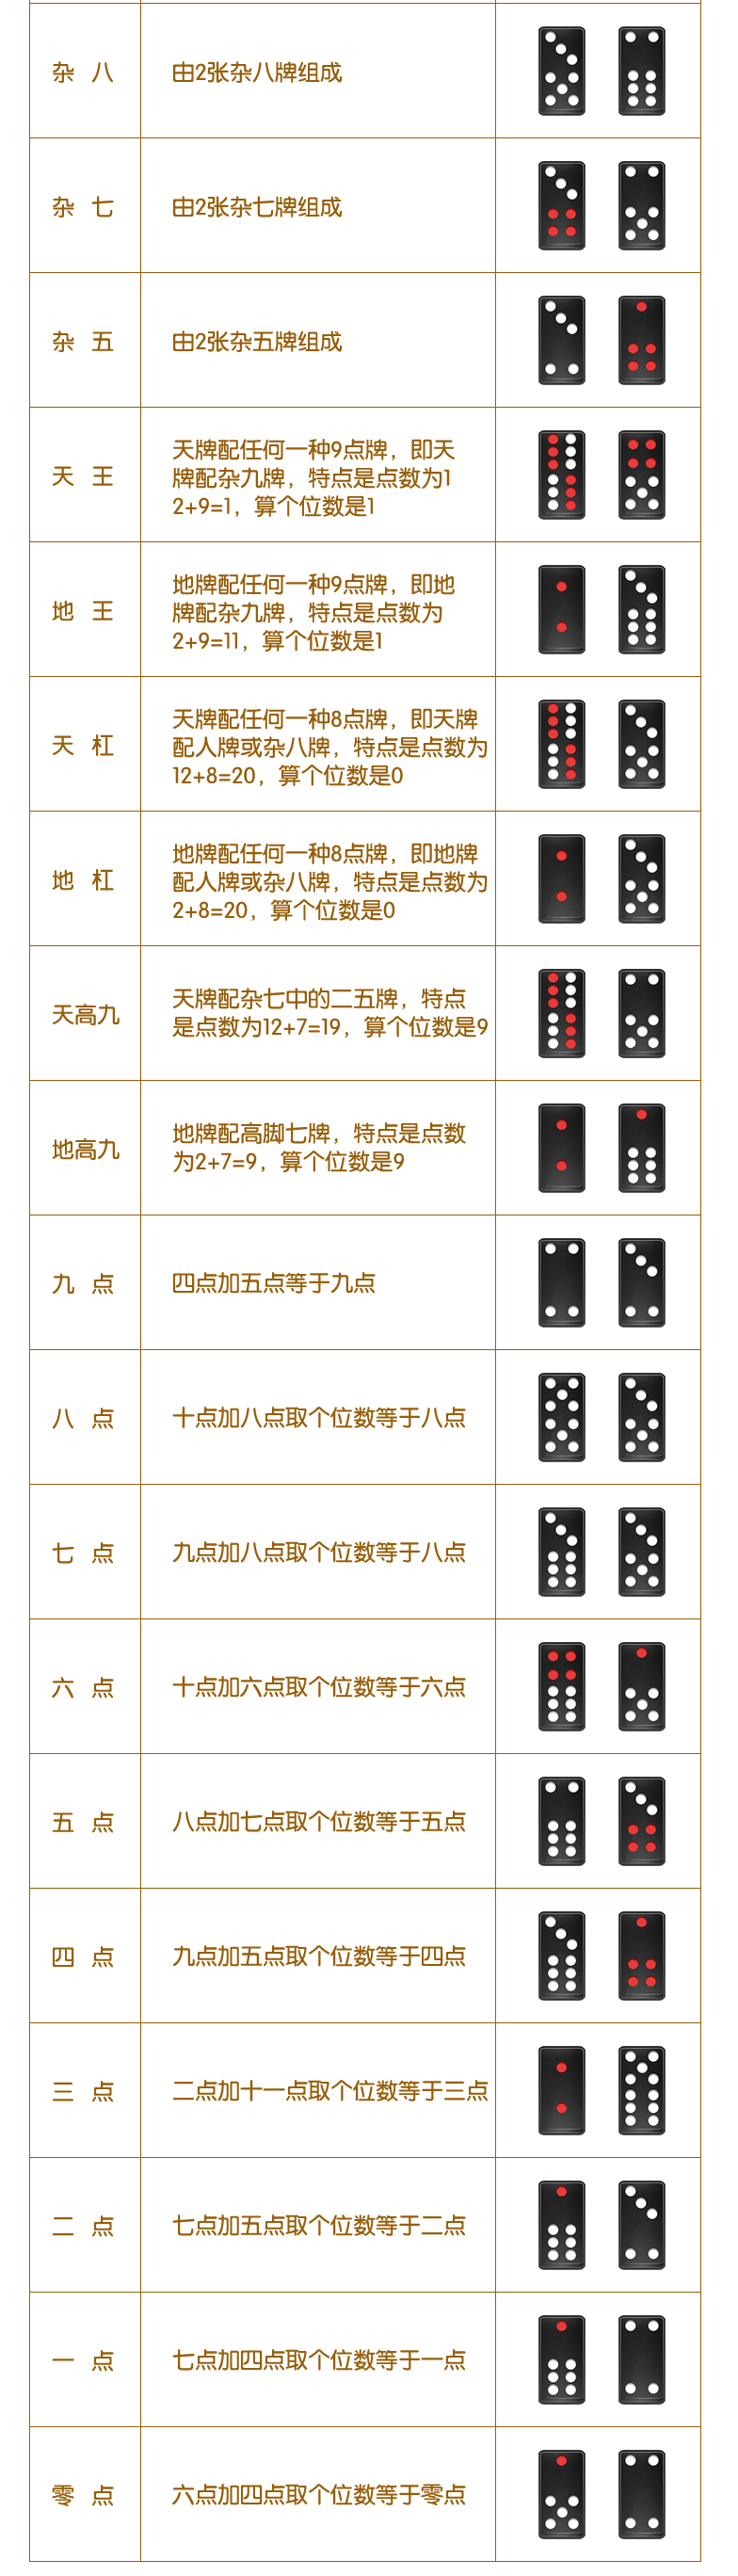 杂 八
由2张杂八牌组成
杂 七
由2张杂七牌组成
杂 五
由2张杂五牌组成
天 王
天牌配任何一种9点牌，即天
牌配杂九牌，特点是点数为1
2+9=1，算个位数是1
地 王
地牌配任何一种9点牌，即地
牌配杂九牌，特点是点数为
2+9=11，算个位数是1
天 杠
天牌配任何一种8点牌，即天牌
配人牌或杂八牌，特点是点数为
12+8=20，算个位数是0
地 杠
地牌配任何一种8点牌，即地牌
配人牌或杂八牌，特点是点数为
2+8=20，算个位数是0
天高九
天牌配杂七中的二五牌，特点
是点数为12+7=19，算个位数是9
地高九
地牌配高脚七牌，特点是点数
为2+7=9，算个位数是9
九 点
四点加五点等于九点
八 点
十点加八点取个位数等于八点
七 点
九点加八点取个位数等于八点
六 点
十点加六点取个位数等于六点
五 点
八点加七点取个位数等于五点
四 点
九点加五点取个位数等于四点
三 点
二点加十一点取个位数等于三点
二 点
七点加五点取个位数等于二点
一 点
七点加四点取个位数等于一点
零 点
六点加四点取个位数等于零点